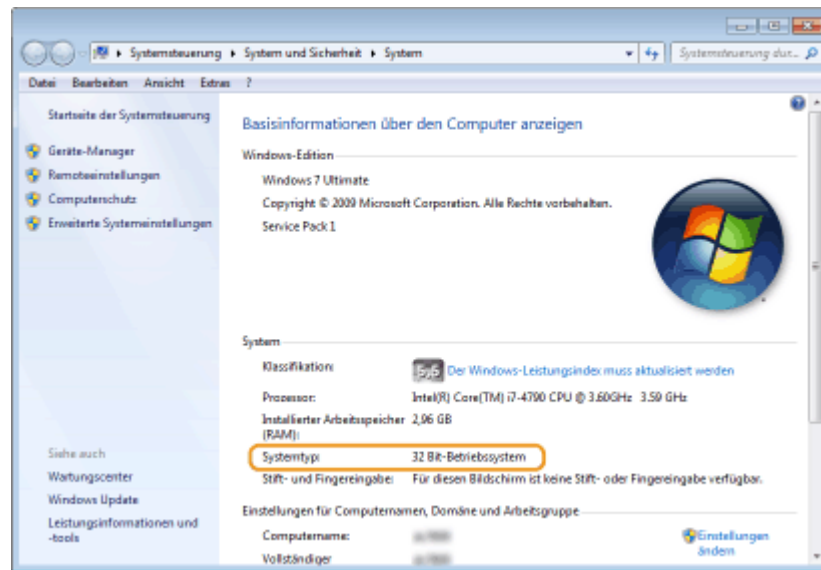 Systemsteuerung System und Sicherheit System
Systemsteuerung dur...
Datei Bearbeiten Ansicht Extras ?
Startseite der Systemsteuerung
Geräte-Manager
Remoteeinstellungen
Computerschutz
Erweiterte Systemeinstellungen
Basisinformationen über den Computer anzeigen
Windows-Edition
Windows 7 Ultimate
Copyright © 2009 Microsoft Corporation. Alle Rechte vorbehalten.
Service Pack 1
System
Klassifikation: 5,6 Der Windows-Leistungsindex muss aktualisiert werden
Prozessor: Intel(R) Core(TM) i7-4790 CPU @ 3.60GHz 3.59 GHz
Installierter Arbeitsspeicher 2,96 GB
(RAM):
Systemtyp: 32 Bit-Betriebssystem
Stift- und Fingereingabe: Für diesen Bildschirm ist keine Stift- oder Fingereingabe verfügbar.
Einstellungen für Computernamen, Domäne und Arbeitsgruppe
Computername:
Vollständiger
Einstellungen
ändern
Siehe auch
Wartungscenter
Windows Update
Leistungsinformationen und
-tools